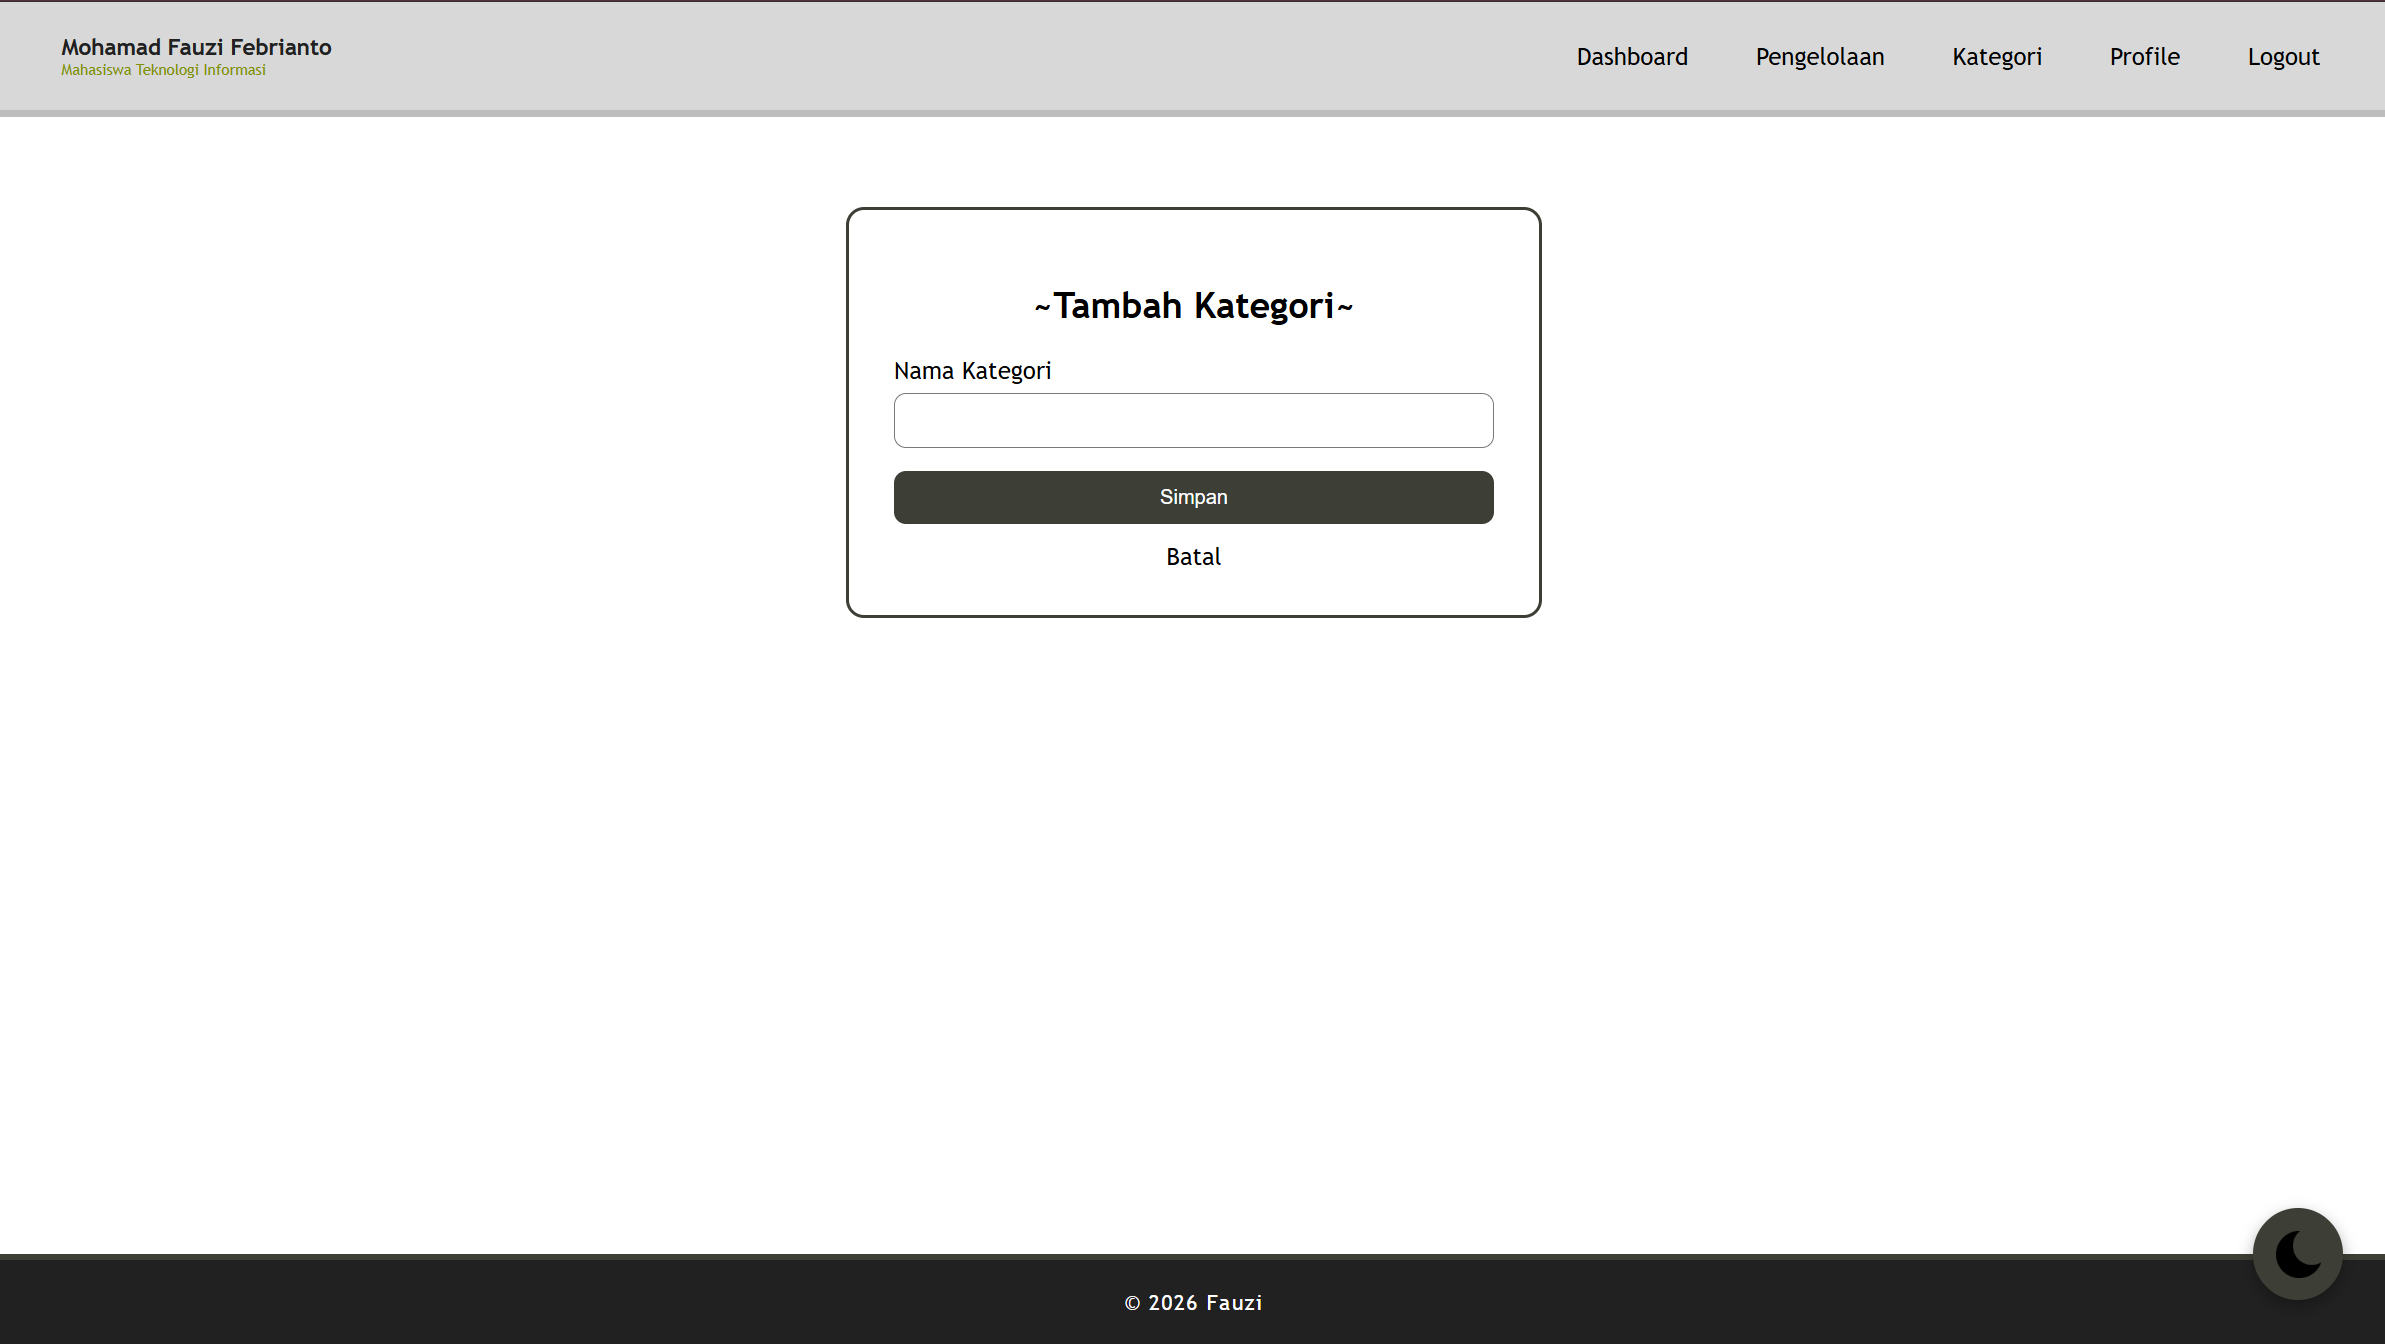 Mohamad Fauzi Febrianto
Mahasiswa Teknologi Informasi
Dashboard Pengelolaan Kategori Profile Logout
~Tambah Kategori~
Nama Kategori
Simpan
Batal
© 2026 Fauzi